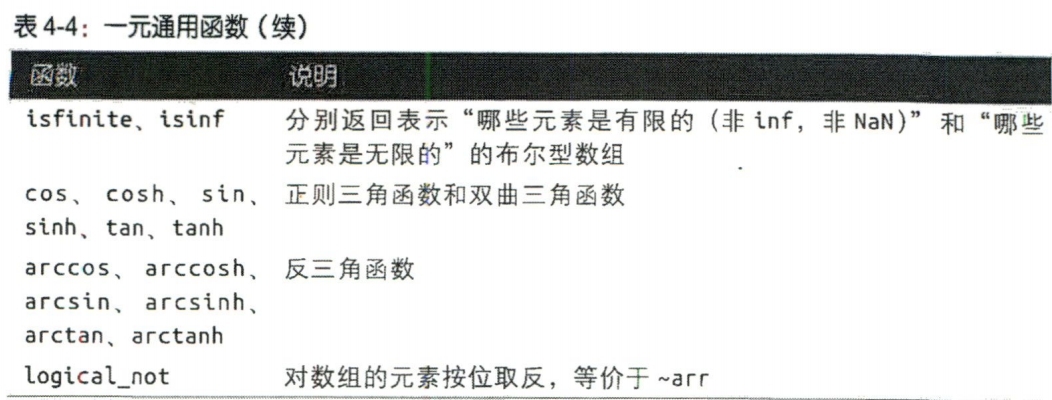 表 4-4：一元通用函数（续）
函数 说明
isfinite、isinf 分别返回表示“哪些元素是有限的（非 inf，非 NaN）”和“哪些
元素是无限的”的布尔型数组
cos、 cosh、 sin、 正则三角函数和双曲三角函数
sinh、tan、tanh
arccos、 arccosh、 反三角函数
arcsin、 arcsinh、
arctan、arctanh
logical_not 对数组的元素按位取反，等价于 ~arr